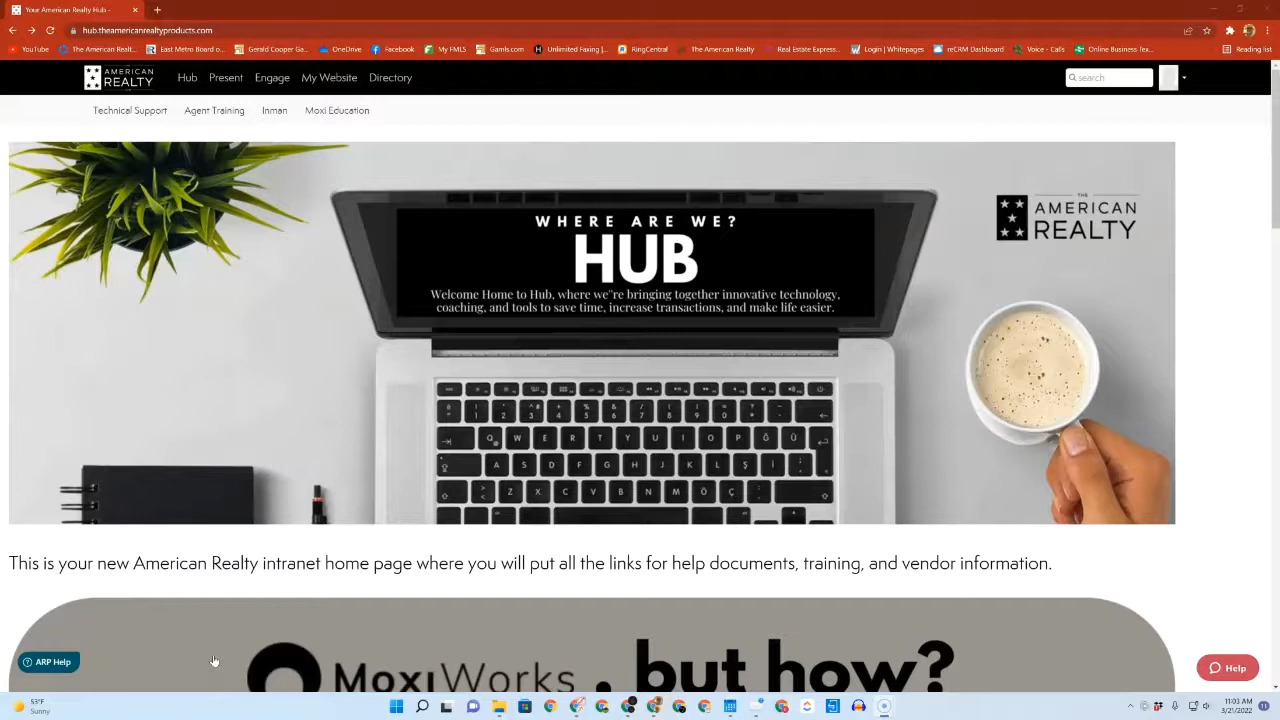 Your American Realty Hub -
hub.theamericanrealtyproducts.com
YouTube The American Realt... East Metro Board o... Gerald Cooper Ga... OneDrive Facebook My FMLS Gamls.com Unlimited Faxing |... RingCentral The American Realty Real Estate Express... Login | Whitepages reCRM Dashboard Voice - Calls Online Business Tex... Reading list
THE AMERICAN REALTY Hub Present Engage My Website Directory search
Technical Support Agent Training Inman Moxi Education
WHERE ARE WE?
HUB
Welcome Home to Hub, where we"re bringing together innovative technology,
coaching, and tools to save time, increase transactions, and make life easier.
THE
AMERICAN
REALTY
Q W E R T Y U I O P Ğ Ü
A S D F G H J K L Ş İ
Z X C V B N M Ö Ç
This is your new American Realty intranet home page where you will put all the links for help documents, training, and vendor information.
MoxiWorks . but how?
ARP Help
Help
53°F
Sunny
11:03 AM
3/21/2022